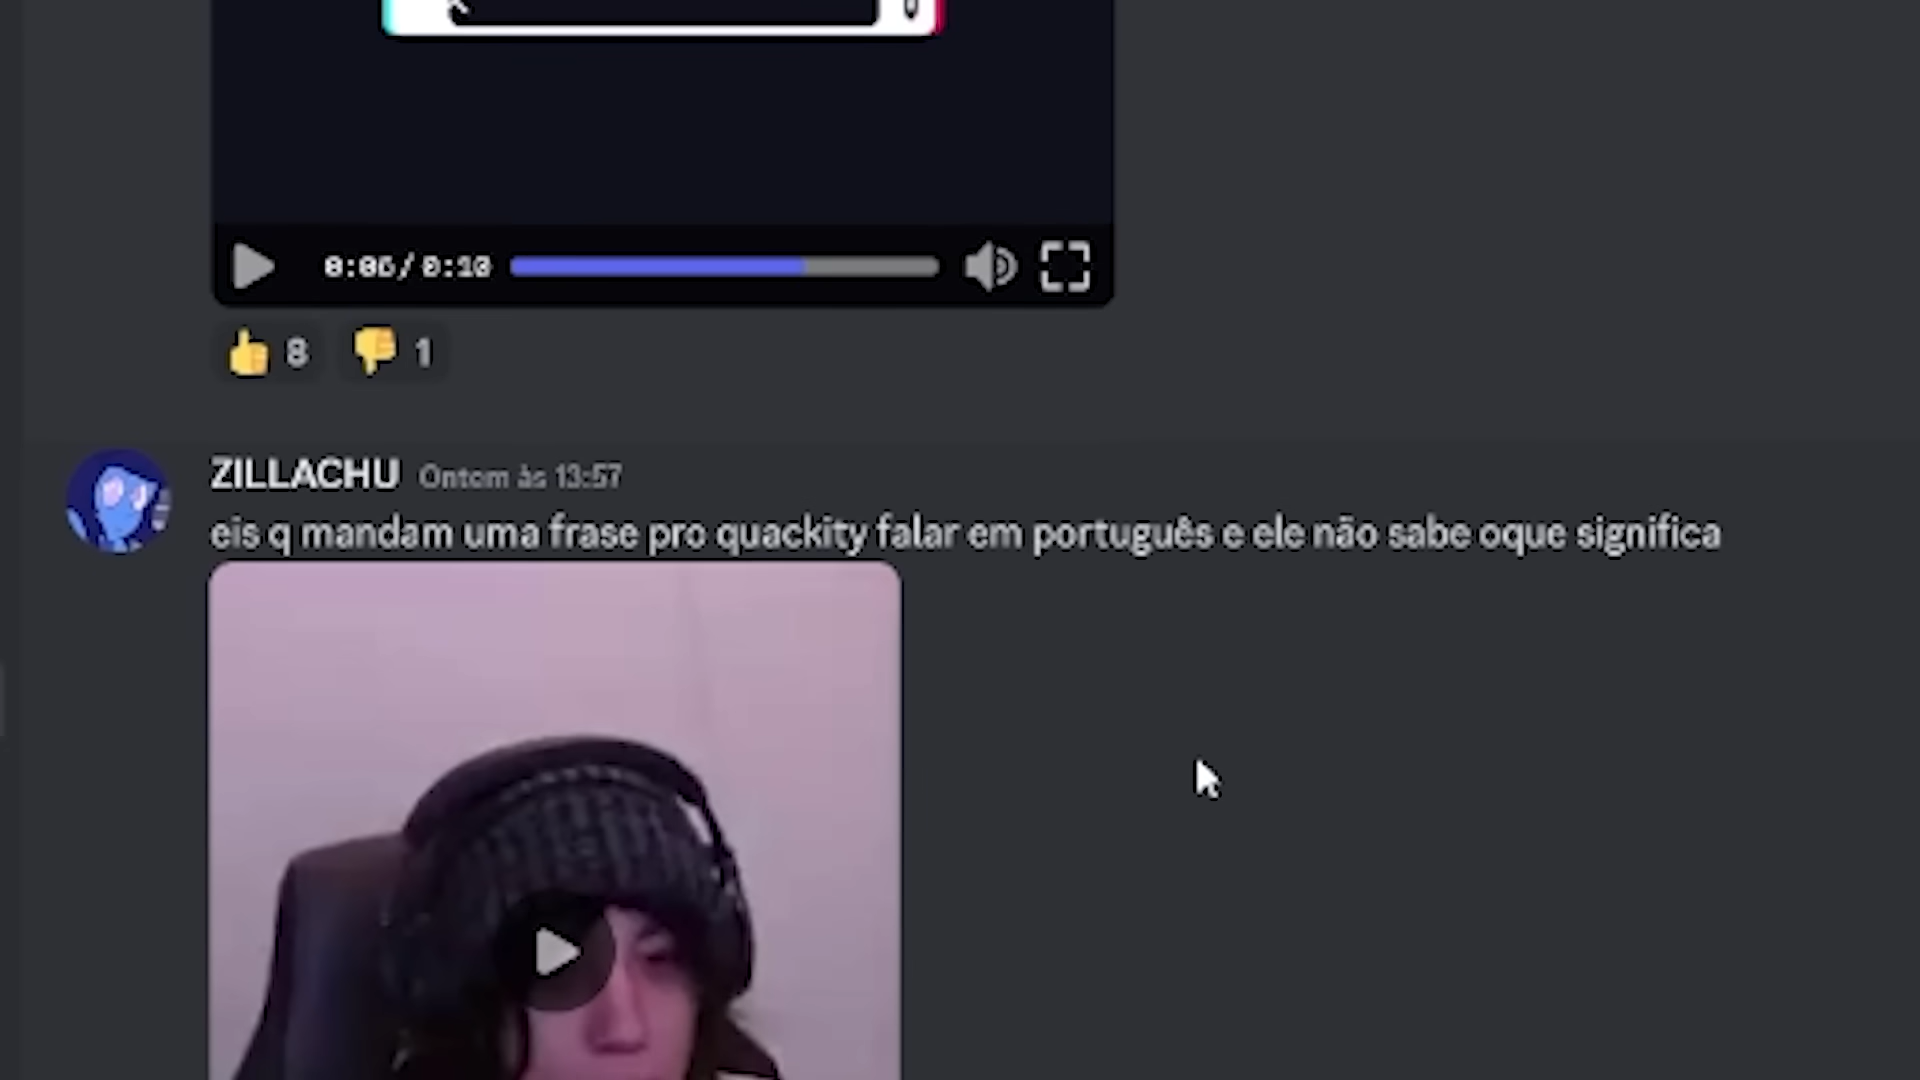 0:06/0:10
8 1
ZILLACHU Ontem às 13:57
eis q mandam uma frase pro quackity falar em português e ele não sabe oque significa